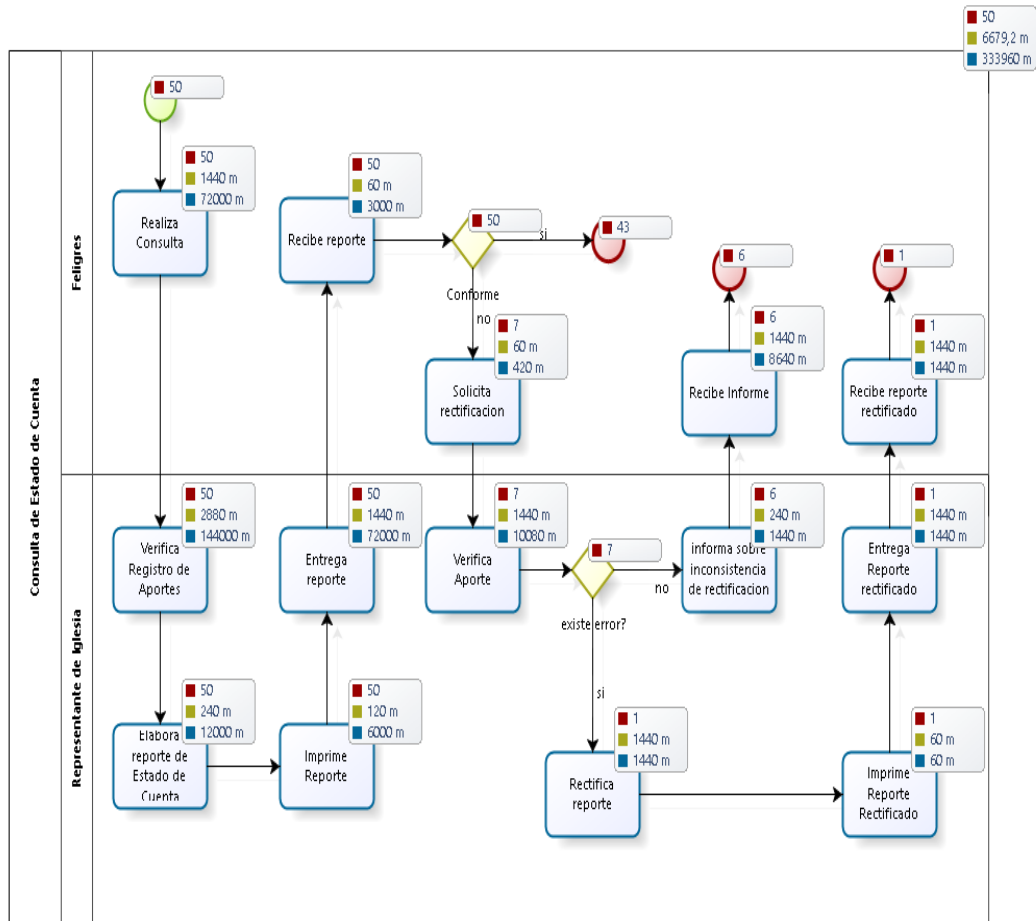 50
6679,2 m
333960 m
Consulta de Estado de Cuenta
Feligres
50
50
1440 m
72000 m
Realiza
Consulta
50
60 m
3000 m
Recibe reporte
50
si
Conforme
no
43
7
60 m
420 m
Solicita
rectificacion
6
6
1440 m
8640 m
Recibe Informe
1
1
1440 m
1440 m
Recibe reporte
rectificado
Representante de Iglesia
50
2880 m
144000 m
Verifica
Registro de
Aportes
50
1440 m
72000 m
Entrega
reporte
7
1440 m
10080 m
Verifica
Aporte
7
no
existe error?
si
6
240 m
1440 m
informa sobre
inconsistencia
de rectificacion
1
1440 m
1440 m
Entrega
Reporte
rectificado
50
240 m
12000 m
Elabora
reporte de
Estado de
Cuenta
50
120 m
6000 m
Imprime
Reporte
1
1440 m
1440 m
Rectifica
reporte
1
60 m
60 m
Imprime
Reporte
Rectificado